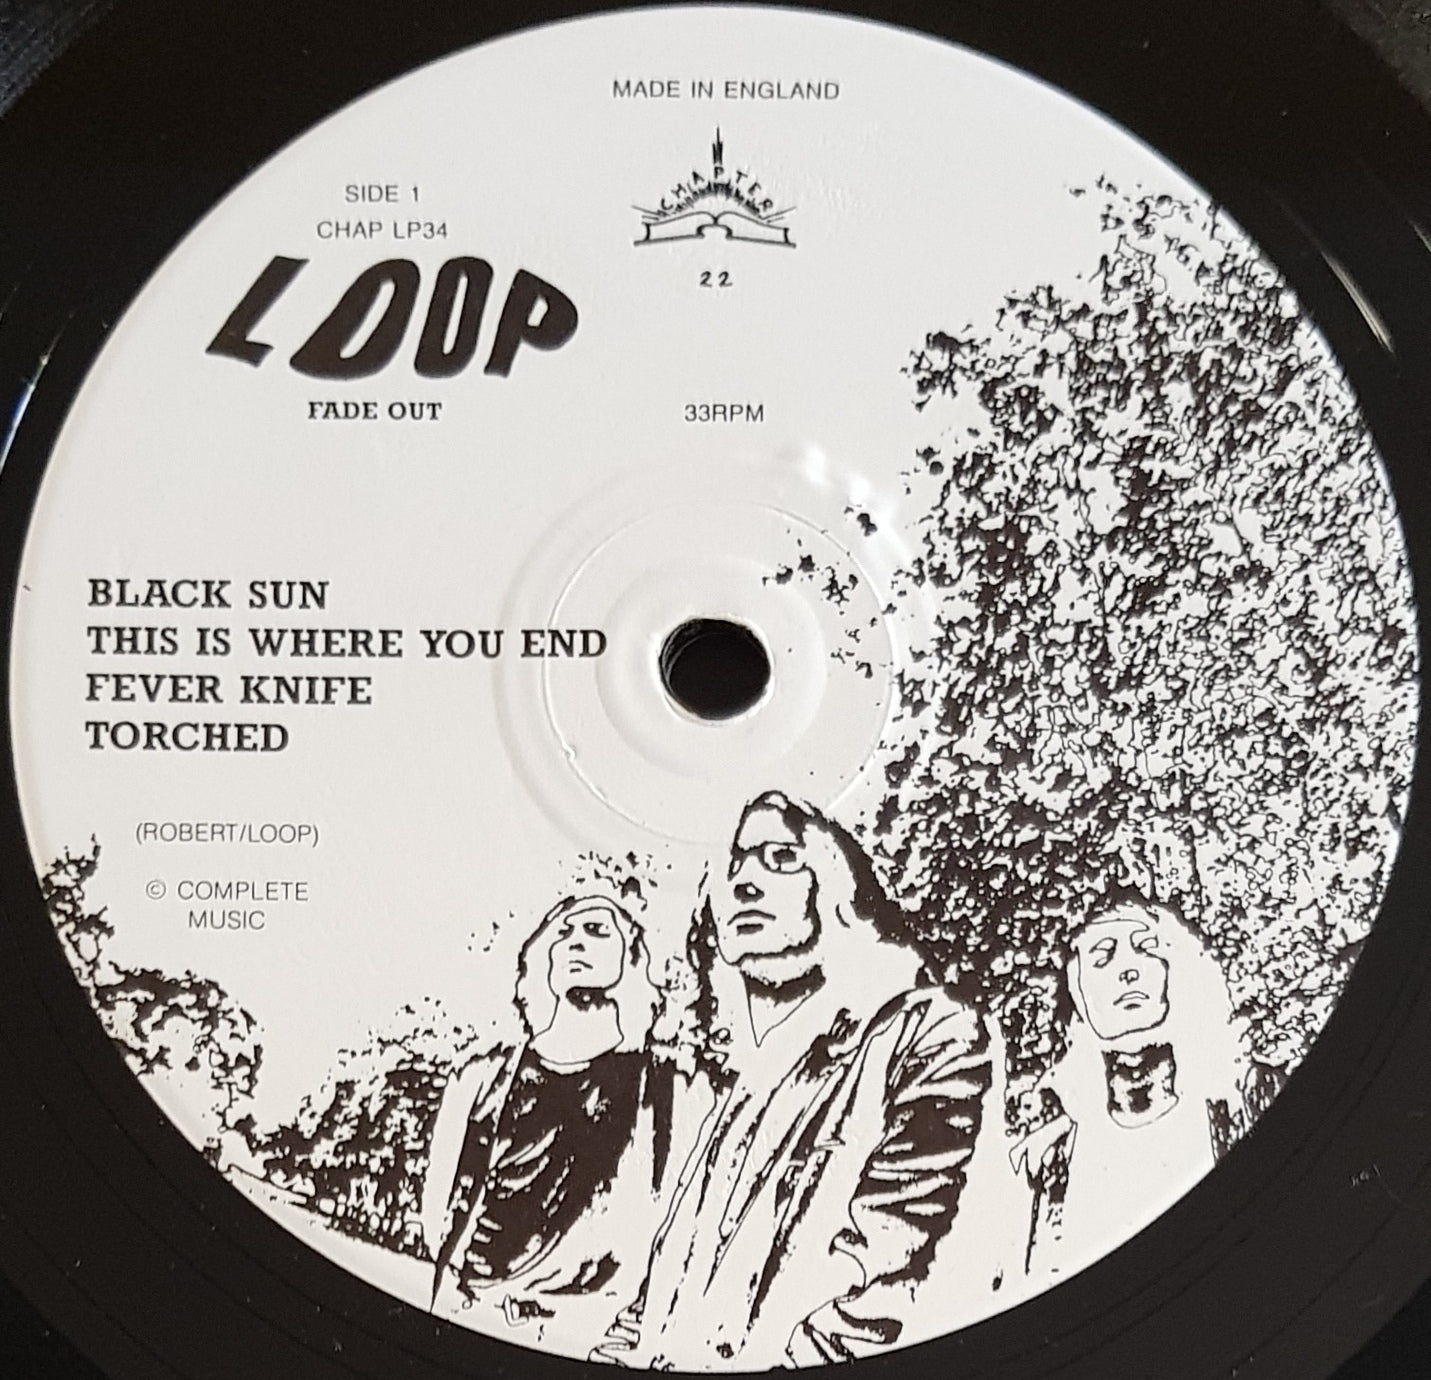 MADE IN ENGLAND
CHAPTER
22
SIDE 1
CHAP LP34
LOOP
FADE OUT
33RPM
BLACK SUN
THIS IS WHERE YOU END
FEVER KNIFE
TORCHED
(ROBERT/LOOP)
© COMPLETE
MUSIC